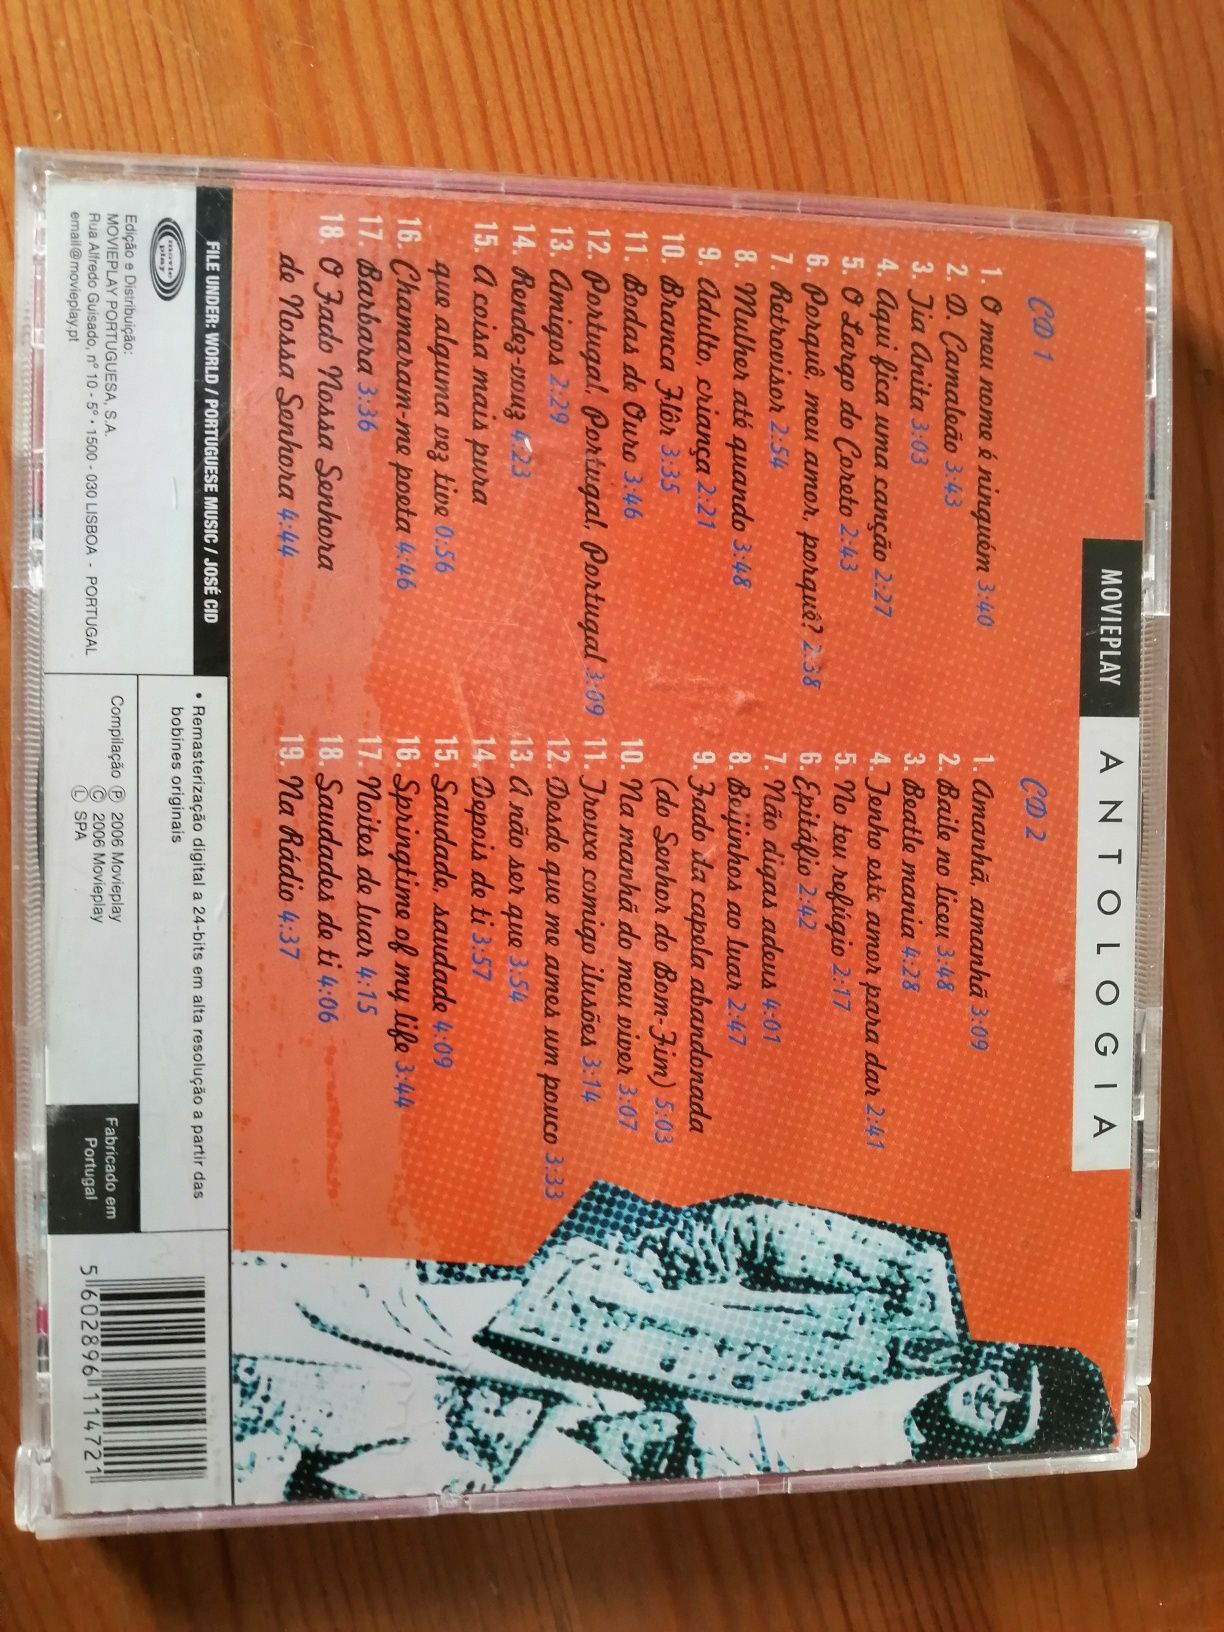 MOVIEPLAY ANTOLOGIA
CD 1
1. O meu nome é ninguém 3:40
2. D. Camaleão 3:43
3. Tia Anita 3:03
4. Aqui fica uma canção 2:27
5. O Largo do Coreto 2:43
6. Porquê, meu amor, porquê? 2:38
7. Retrovisor 2:54
8. Mulher até quando 3:48
9. Adulto, criança 2:21
10. Branca Flôr 3:35
11. Bodas de Ouro 3:46
12. Portugal, Portugal, Portugal 3:09
13. Amigos 2:29
14. Rendez-vouz 4:23
15. A coisa mais pura
que alguma vez tive 0:56
16. Chamaram-me poeta 4:46
17. Barbara 3:36
18. O Fado Nossa Senhora
de Nossa Senhora 4:44
CD 2
1. Amanhã, amanhã 3:09
2. Baile no liceu 3:48
3. Beatle mania 4:28
4. Tenho este amor para dar 2:41
5. No teu refúgio 2:17
6. Epitáfio 2:42
7. Não digas adeus 4:01
8. Beijinhos ao luar 2:47
9. Fado da capela abandonada
(do Senhor do Bom-Fim) 5:03
10. Na manhã do meu viver 3:07
11. Trouxe comigo ilusões 3:14
12. Desde que me ames um pouco 3:33
13. A não ser que 3:54
14. Depois de ti 3:57
15. Saudade, saudade 4:09
16. Springtime of my life 3:44
17. Noites de luar 4:15
18. Saudades de ti 4:06
19. Na Rádio 4:37
FILE UNDER: WORLD / PORTUGUESE MUSIC / JOSÉ CID
movie
play
Edição e Distribuição:
MOVIEPLAY PORTUGUESA, S.A.
Rua Alfredo Guisado, nº 10 - 5º • 1500 - 030 LISBOA - PORTUGAL
email@movieplay.pt
• Remasterização digital a 24-bits em alta resolução a partir das
bobines originais
Compilação Ⓟ 2006 Movieplay
© 2006 Movieplay
Ⓛ SPA
Fabricado em
Portugal
5 602896 114721